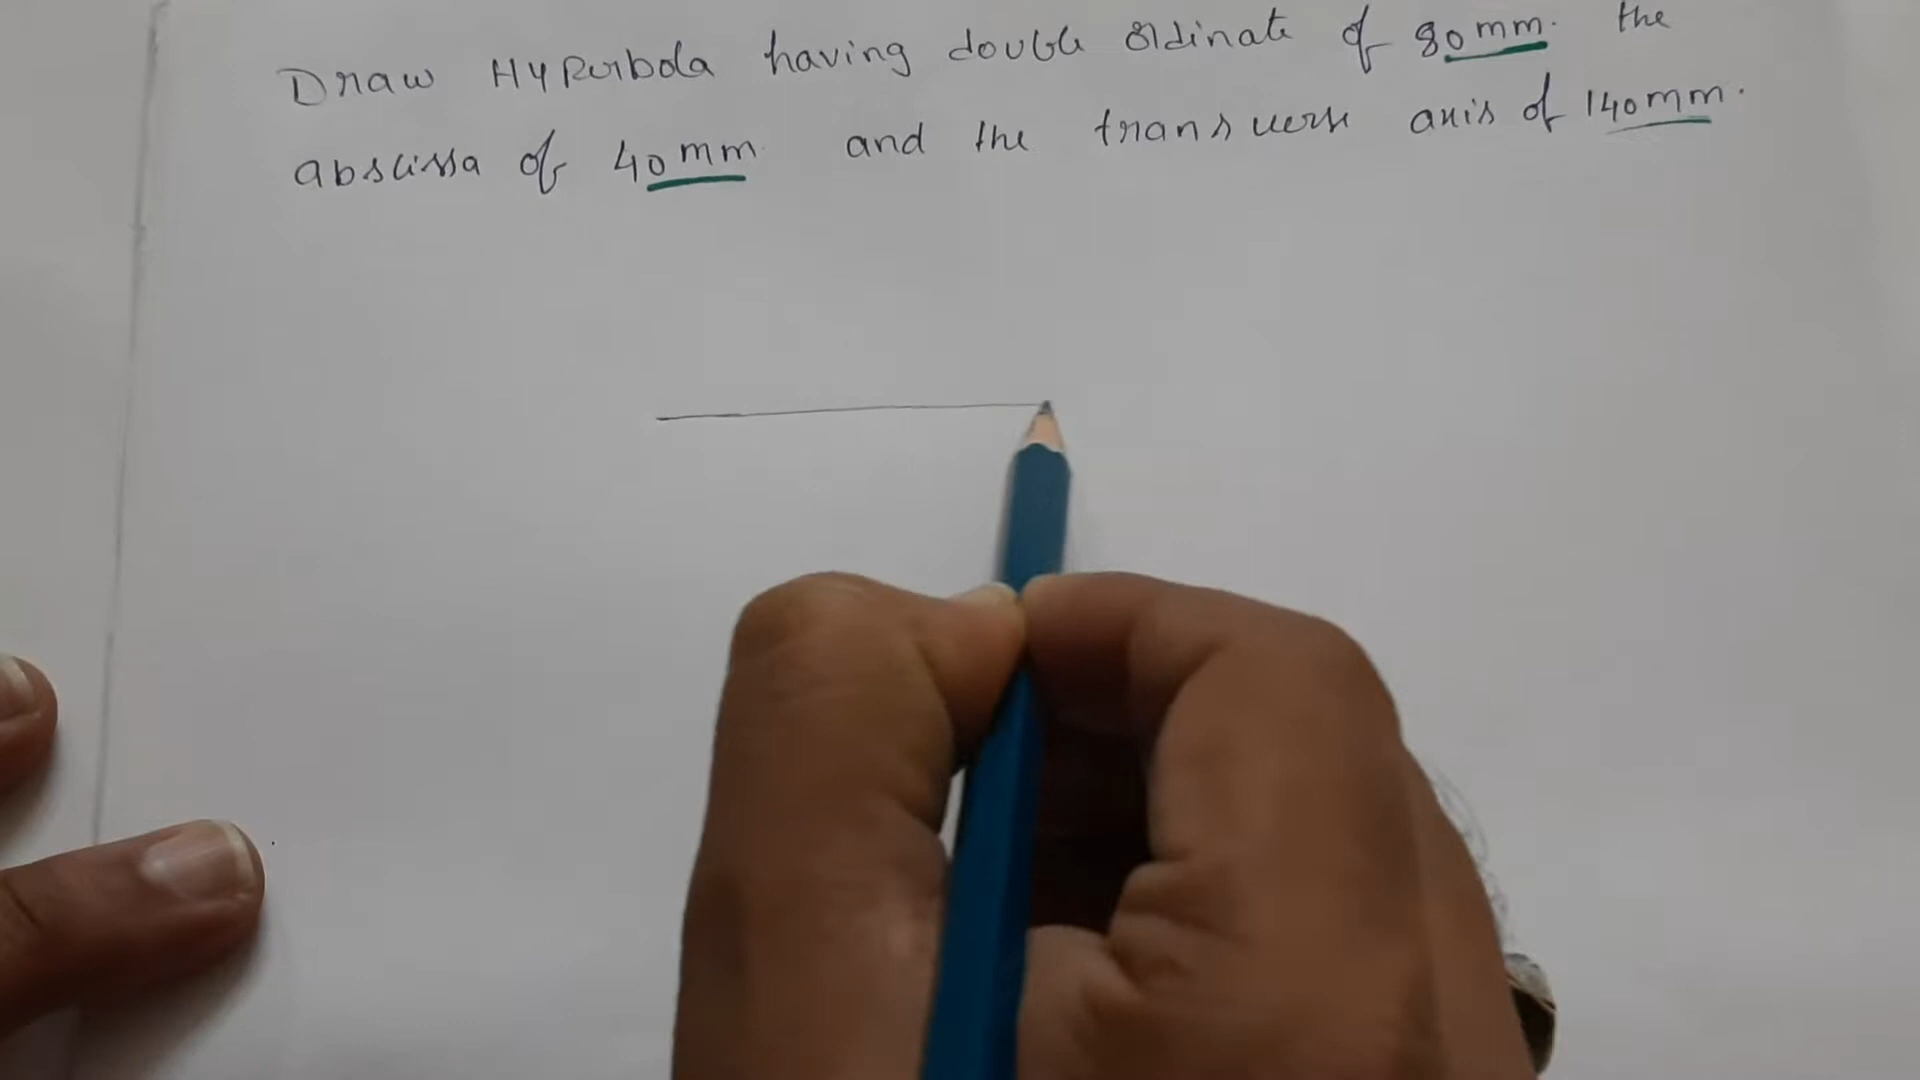 Draw Hyperbola having double ordinate of 80mm. the
abscissa of 40mm and the transverse axis of 140mm.